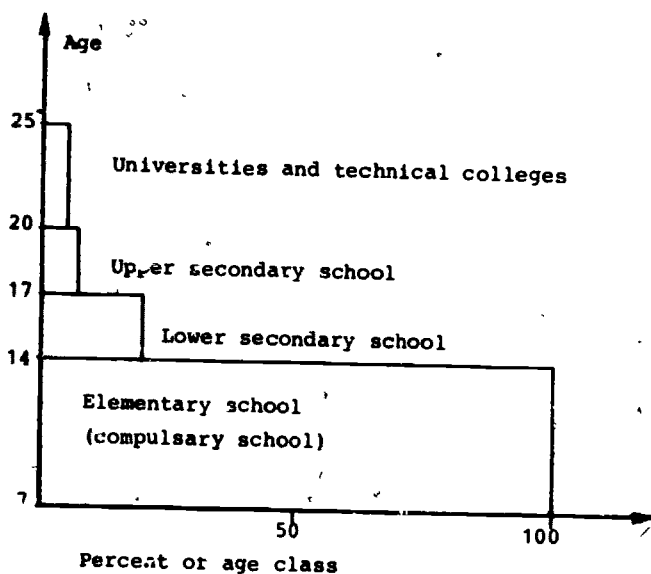 Age
25
Universities and technical colleges
20
Upper secondary school
17
Lower secondary school
14
Elementary school
(compulsary school)
7
50
100
Percent of age class